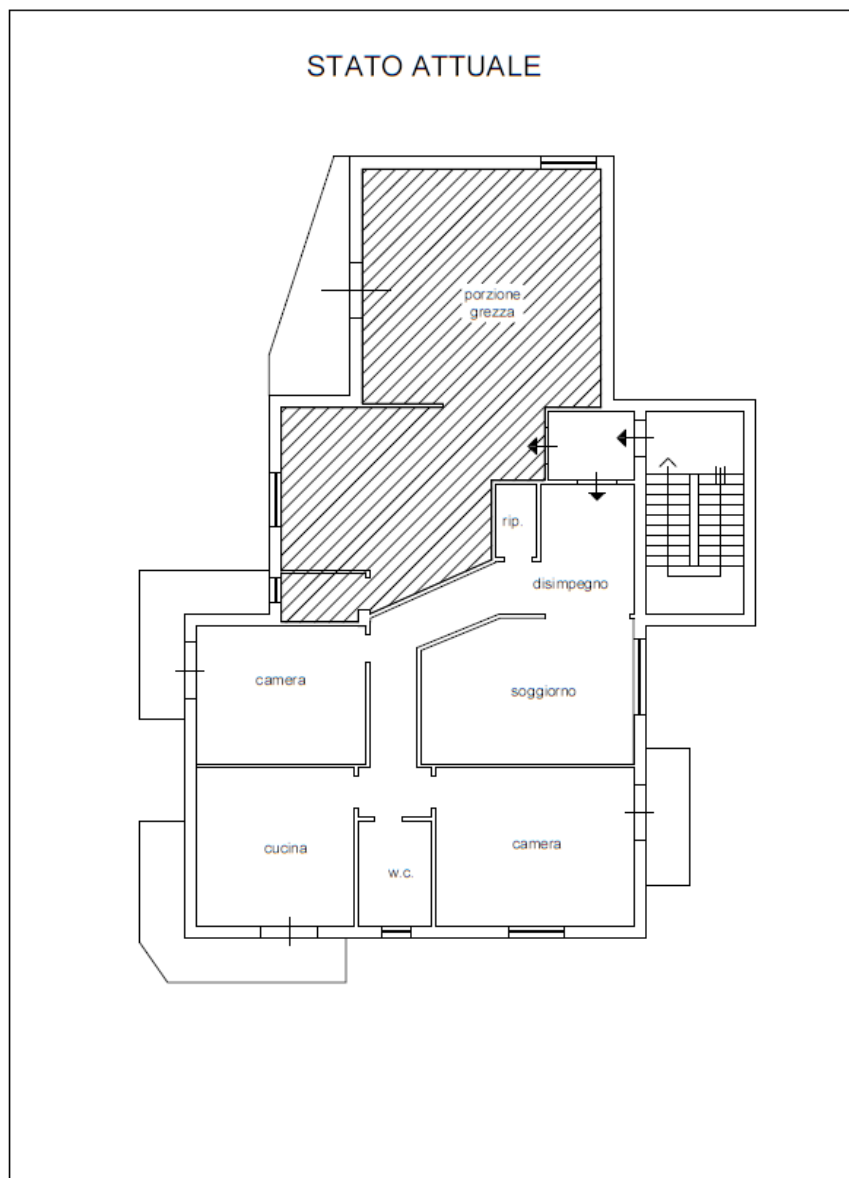 STATO ATTUALE
porzione
grezza
rip.
disimpegno
camera
soggiorno
cucina
w.c.
camera